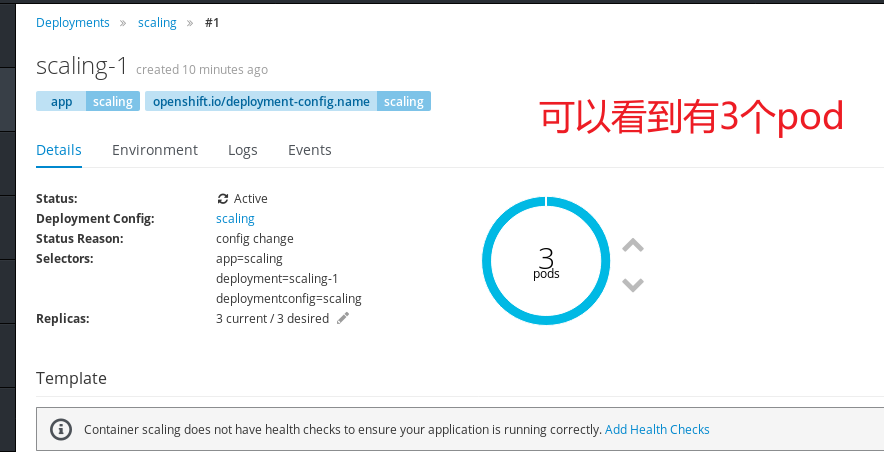 Deployments » scaling » #1
scaling-1 created 10 minutes ago
app scaling openshift.io/deployment-config.name scaling
可以看到有3个pod
Details Environment Logs Events
Status: Active
Deployment Config: scaling
Status Reason: config change
Selectors: app=scaling
deployment=scaling-1
deploymentconfig=scaling
Replicas: 3 current / 3 desired
3
pods
Template
Container scaling does not have health checks to ensure your application is running correctly. Add Health Checks